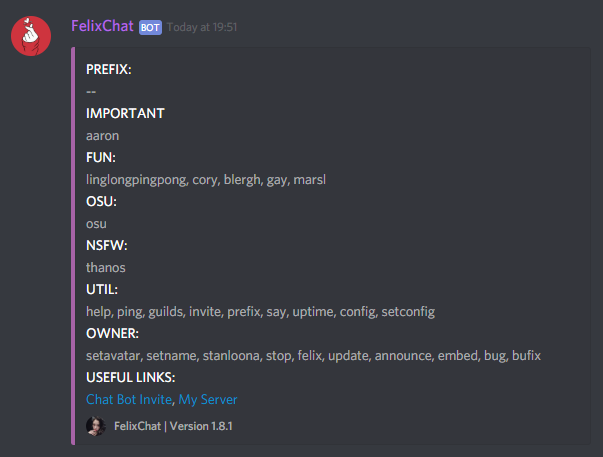 FelixChat BOT Today at 19:51
PREFIX:
--
IMPORTANT
aaron
FUN:
linglongpingpong, cory, blergh, gay, marsl
OSU:
osu
NSFW:
thanos
UTIL:
help, ping, guilds, invite, prefix, say, uptime, config, setconfig
OWNER:
setavatar, setname, stanloona, stop, felix, update, announce, embed, bug, bufix
USEFUL LINKS:
Chat Bot Invite, My Server
FelixChat | Version 1.8.1